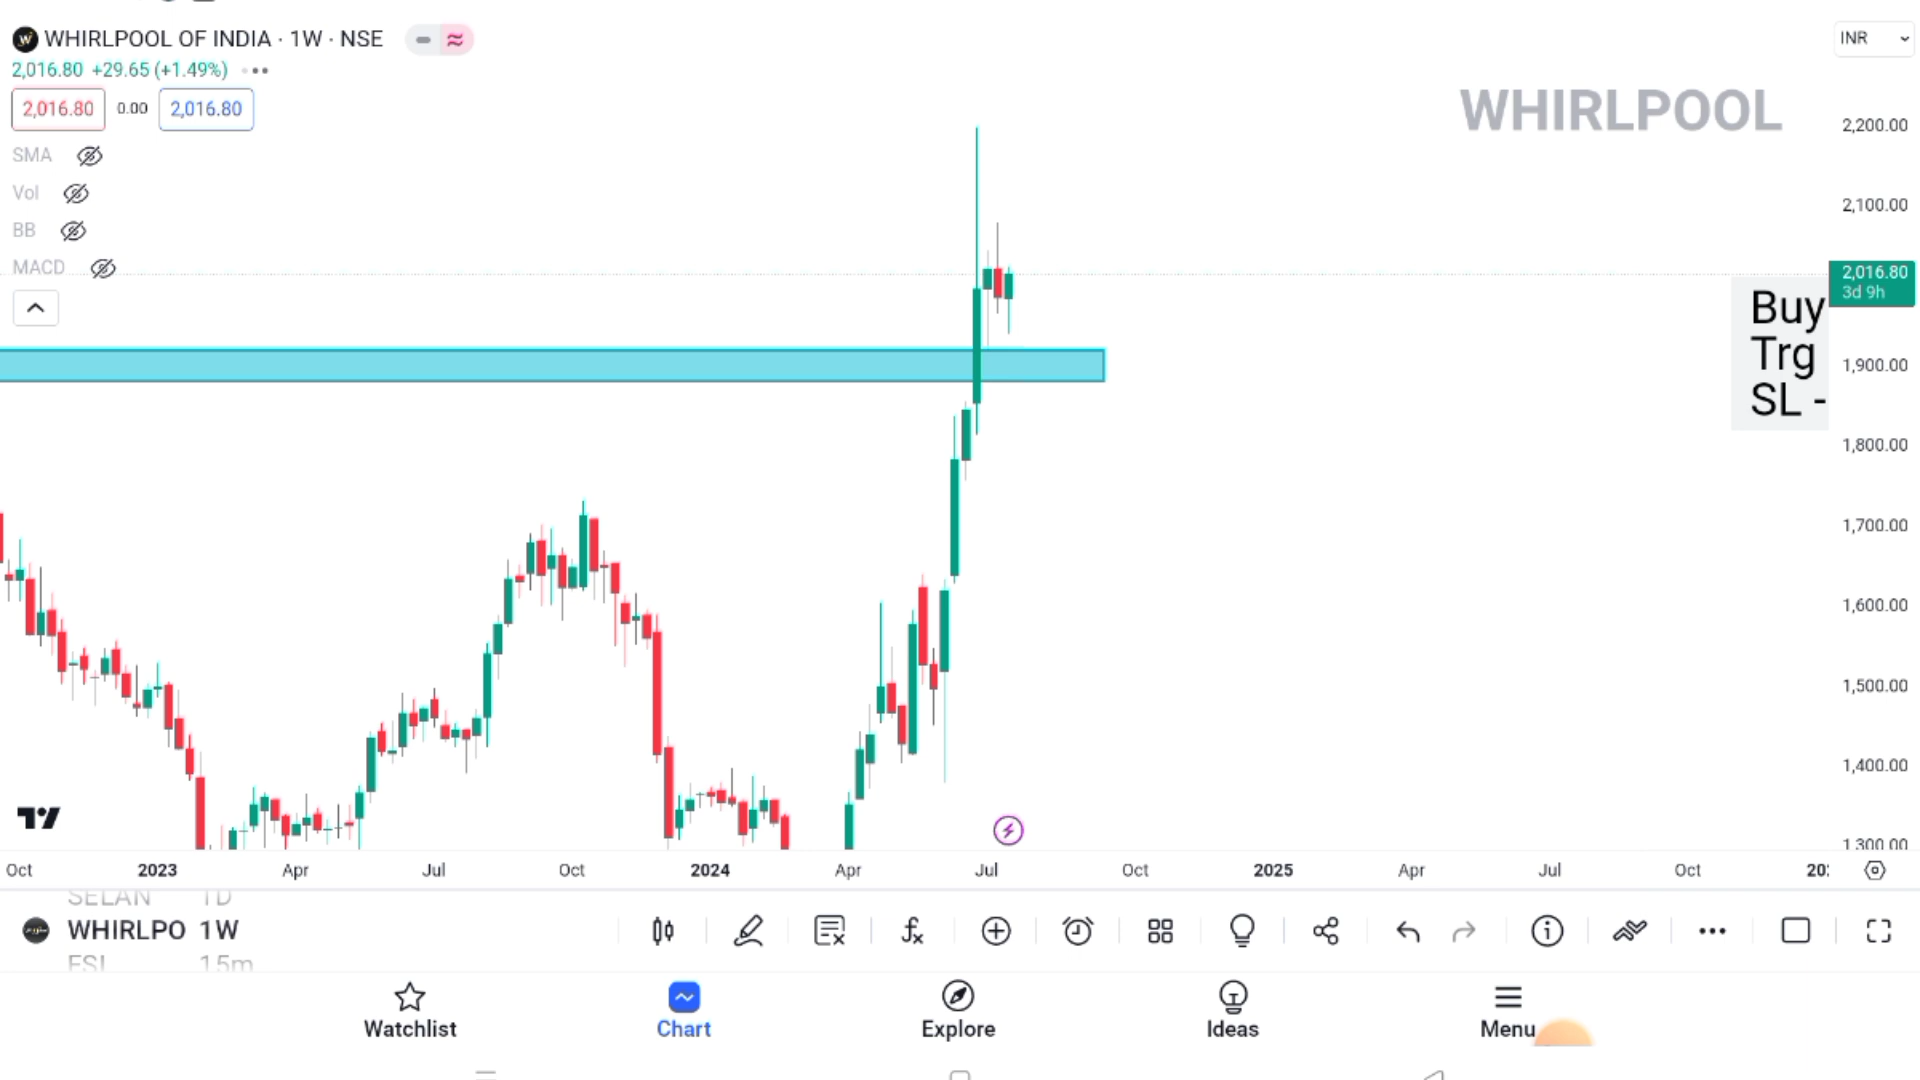 WHIRLPOOL OF INDIA · 1W · NSE
INR
2,016.80 +29.65 (+1.49%)
2,016.80 0.00 2,016.80
WHIRLPOOL
SMA
Vol
BB
MACD
2,200.00
2,100.00
2,016.80
3d 9h
1,900.00
1,800.00
1,700.00
1,600.00
1,500.00
1,400.00
1,300.00
Buy
Trg
SL -
Oct 2023 Apr Jul Oct 2024 Apr Jul Oct 2025 Apr Jul Oct
SELAN 1D
WHIRLPO 1W
15m
Watchlist
Chart
Explore
Ideas
Menu